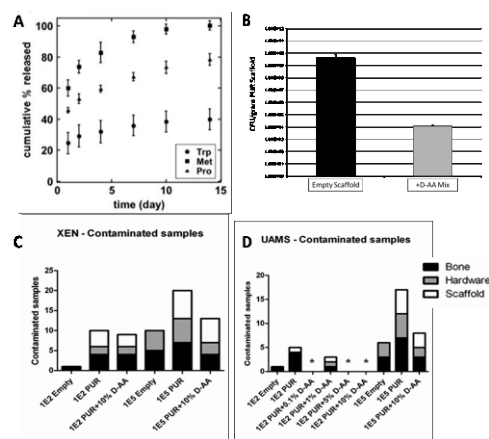 A
cumulative % released
100
80
60
40
20
0
0
5
10
15
time (day)
Trp
Met
Pro
B
CFU/gram PUR Scaffold
Empty Scaffold
+D-AA Mix
C
XEN - Contaminated samples
Contaminated samples
25
20
15
10
5
0
1E2 Empty
1E2 PUR
1E2 PUR+10% D-AA
1E5 Empty
1E5 PUR
1E5 PUR+10% D-AA
D
UAMS - Contaminated samples
Contaminated samples
20
15
10
5
0
* * *
1E2 Empty
1E2 PUR
1E2 PUR+0.1% D-AA
1E2 PUR+1% D-AA
1E2 PUR+5% D-AA
1E2 PUR+10% D-AA
1E5 Empty
1E5 PUR
1E5 PUR+10% D-AA
Bone
Hardware
Scaffold